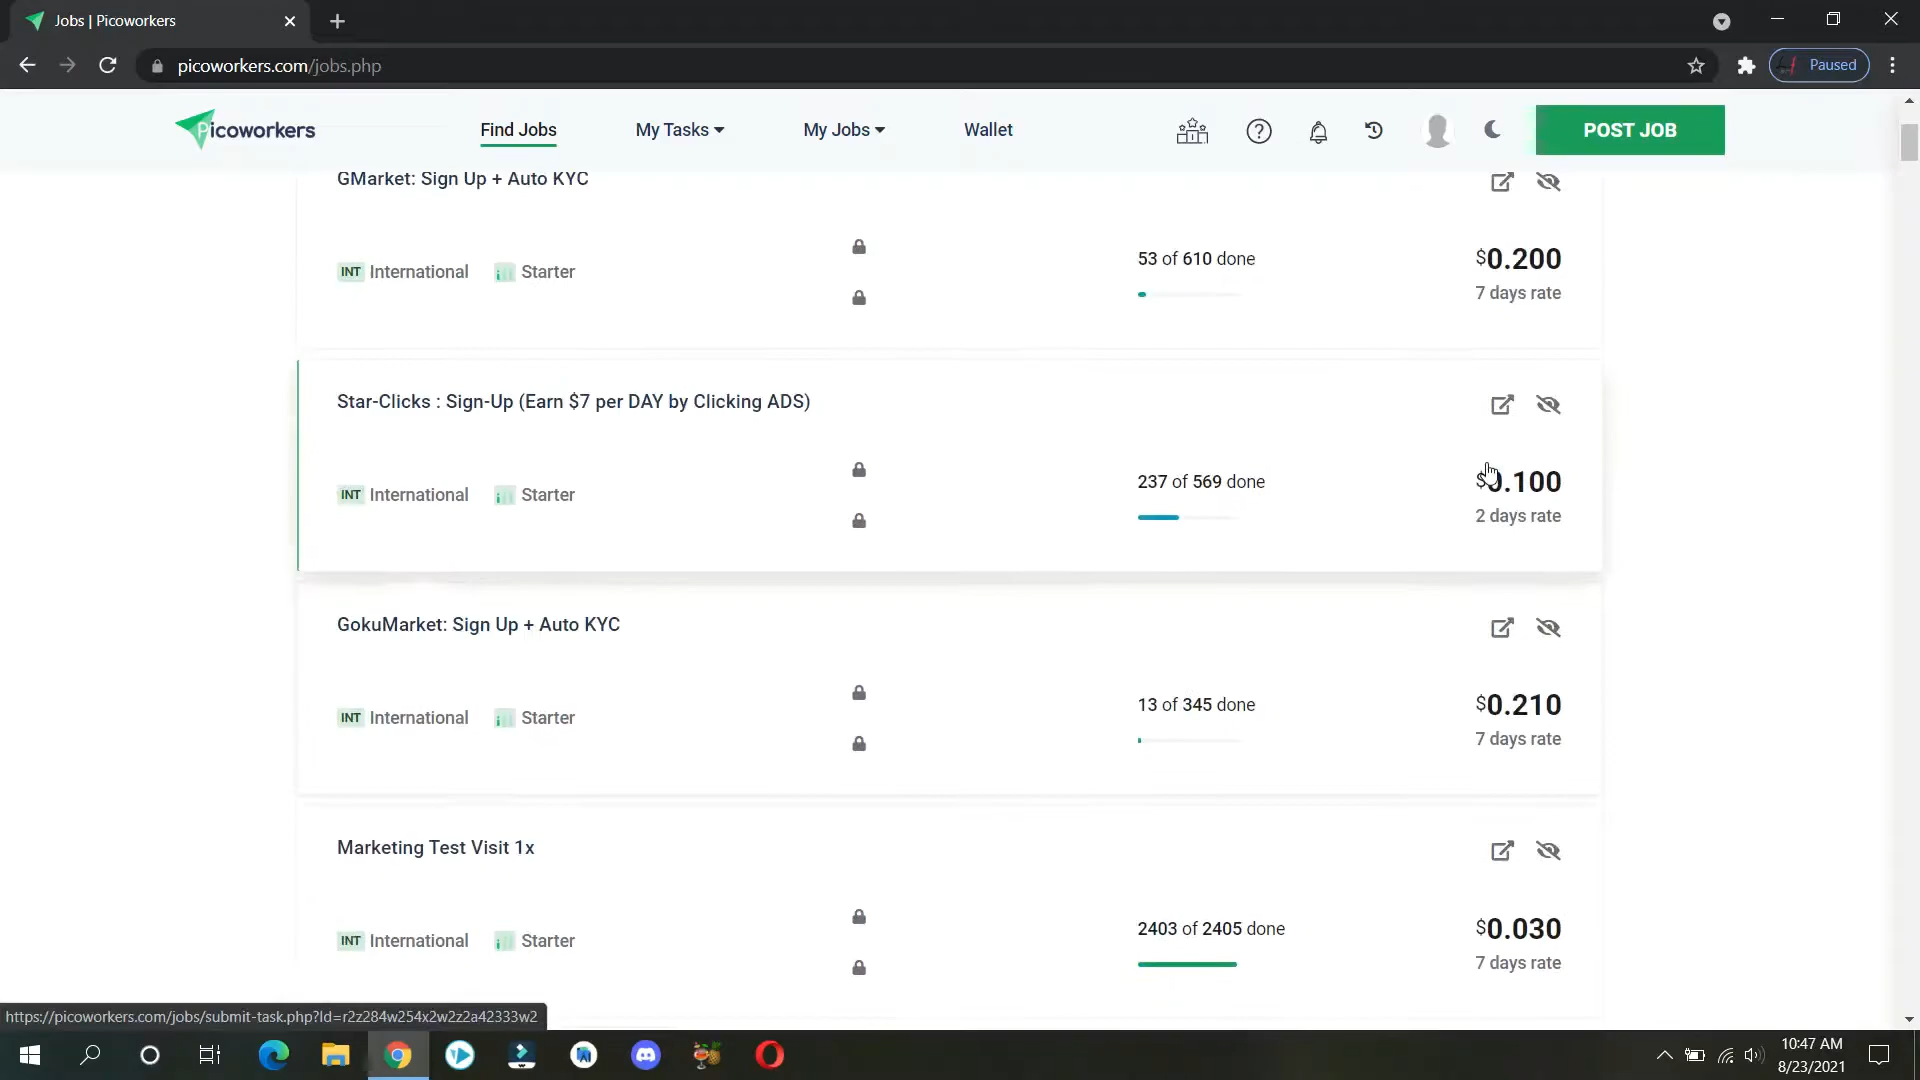 Jobs | Picoworkers
picoworkers.com/jobs.php
Paused
Picoworkers
Find Jobs
My Tasks
My Jobs
Wallet
POST JOB
GMarket: Sign Up + Auto KYC
INT International
Starter
53 of 610 done
$0.200
7 days rate
Star-Clicks : Sign-Up (Earn $7 per DAY by Clicking ADS)
INT International
Starter
237 of 569 done
$0.100
2 days rate
GokuMarket: Sign Up + Auto KYC
INT International
Starter
13 of 345 done
$0.210
7 days rate
Marketing Test Visit 1x
INT International
Starter
2403 of 2405 done
$0.030
7 days rate
https://picoworkers.com/jobs/submit-task.php?Id=r2z284w254x2w2z2a42333w2
10:47 AM
8/23/2021